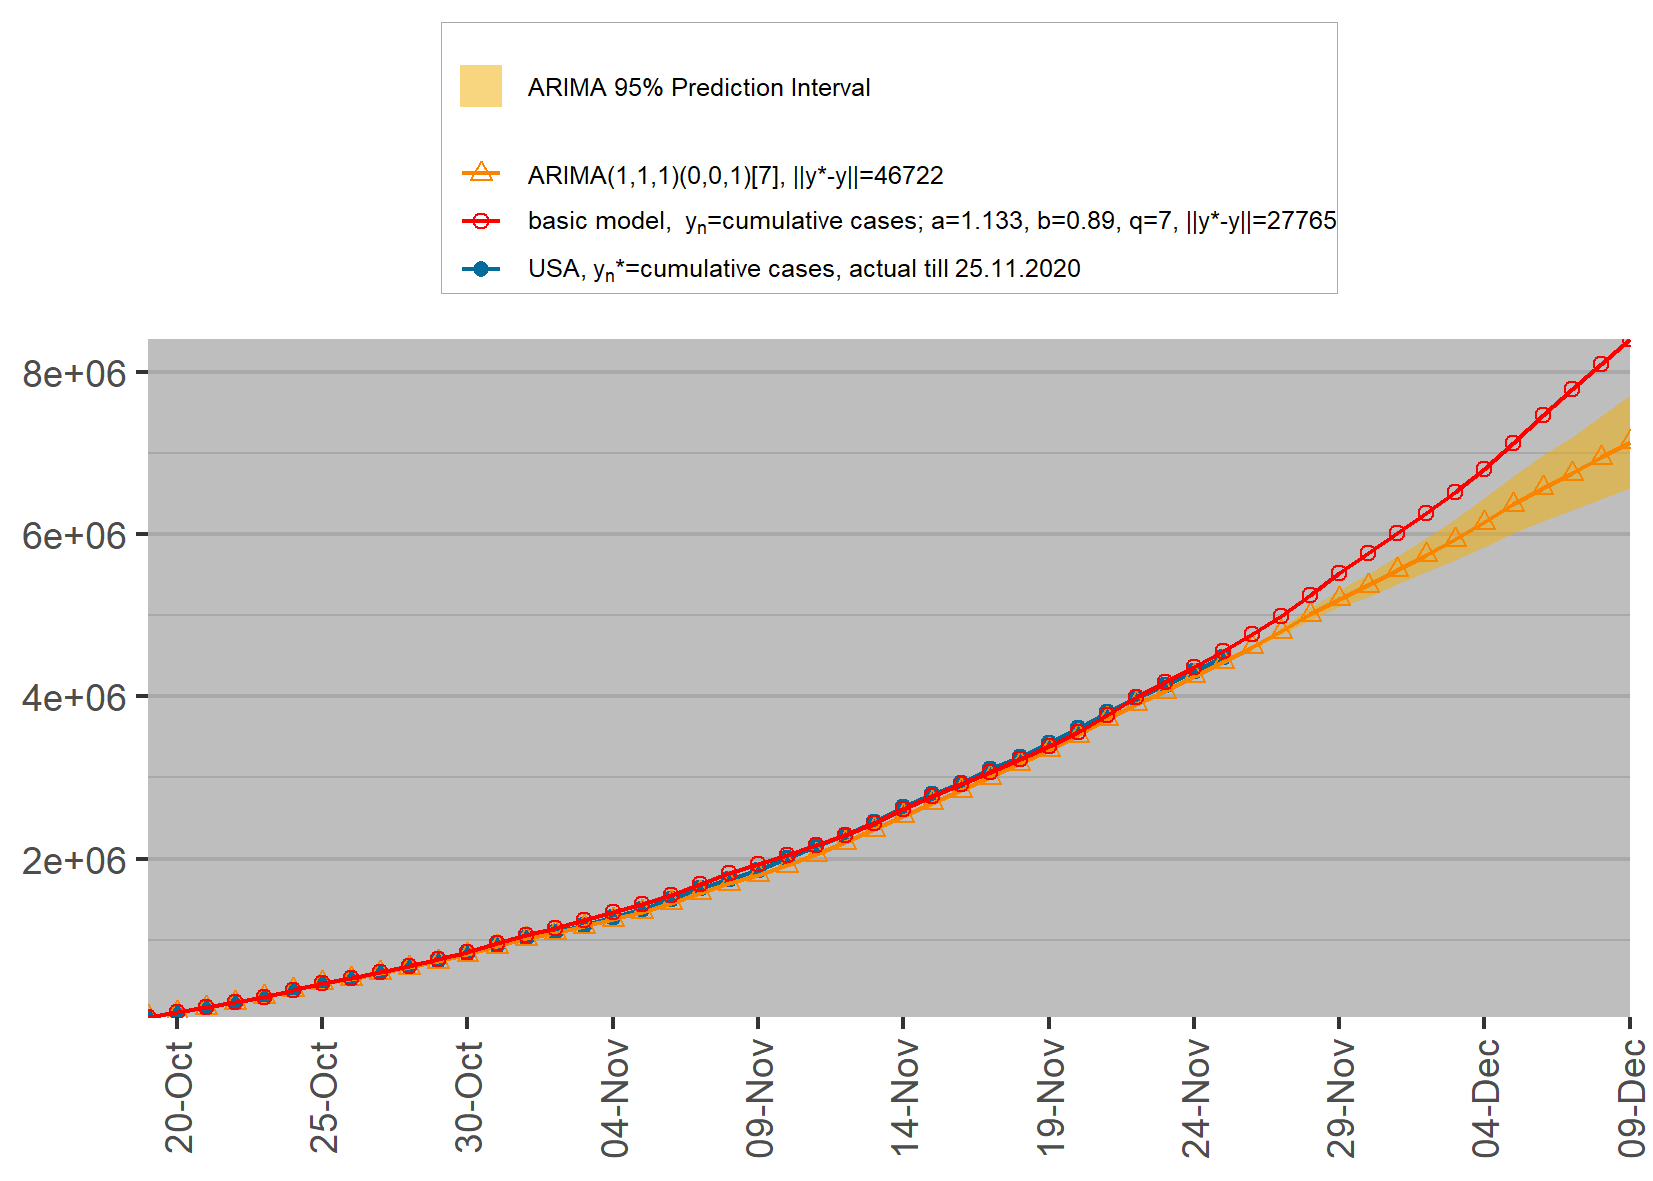 ARIMA 95% Prediction Interval
ARIMA(1,1,1)(0,0,1)[7], ||y*-y||=46722
basic model,  yn=cumulative cases; a=1.133, b=0.89, q=7, ||y*-y||=27765
USA, yn*=cumulative cases, actual till 25.11.2020
8e+06
6e+06
4e+06
2e+06
20-Oct
25-Oct
30-Oct
04-Nov
09-Nov
14-Nov
19-Nov
24-Nov
29-Nov
04-Dec
09-Dec